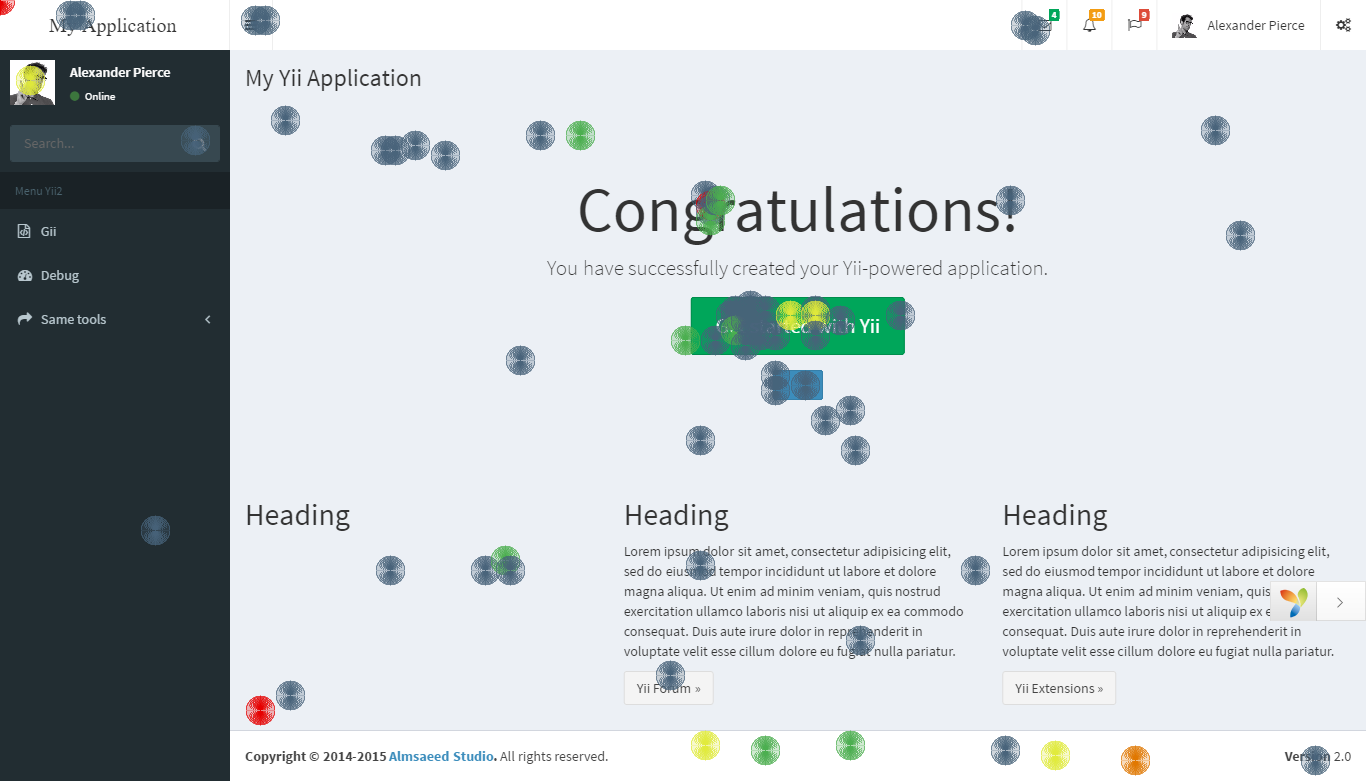 My Application
4
10
9
Alexander Pierce
Alexander Pierce
Online
Search...
Menu Yii2
Gii
Debug
Same tools
My Yii Application
Congratulations!
You have successfully created your Yii-powered application.
Get started with Yii
Heading
Heading
Lorem ipsum dolor sit amet, consectetur adipisicing elit,
sed do eiusmod tempor incididunt ut labore et dolore
magna aliqua. Ut enim ad minim veniam, quis nostrud
exercitation ullamco laboris nisi ut aliquip ex ea commodo
consequat. Duis aute irure dolor in reprehenderit in
voluptate velit esse cillum dolore eu fugiat nulla pariatur.
Yii Forum »
Heading
Lorem ipsum dolor sit amet, consectetur adipisicing elit,
sed do eiusmod tempor incididunt ut labore et dolore
magna aliqua. Ut enim ad minim veniam, quis
exercitation ullamco laboris nisi ut aliquip ex
consequat. Duis aute irure dolor in reprehenderit in
voluptate velit esse cillum dolore eu fugiat nulla pariatur.
Yii Extensions »
Copyright © 2014-2015 Almsaeed Studio. All rights reserved.
Version 2.0